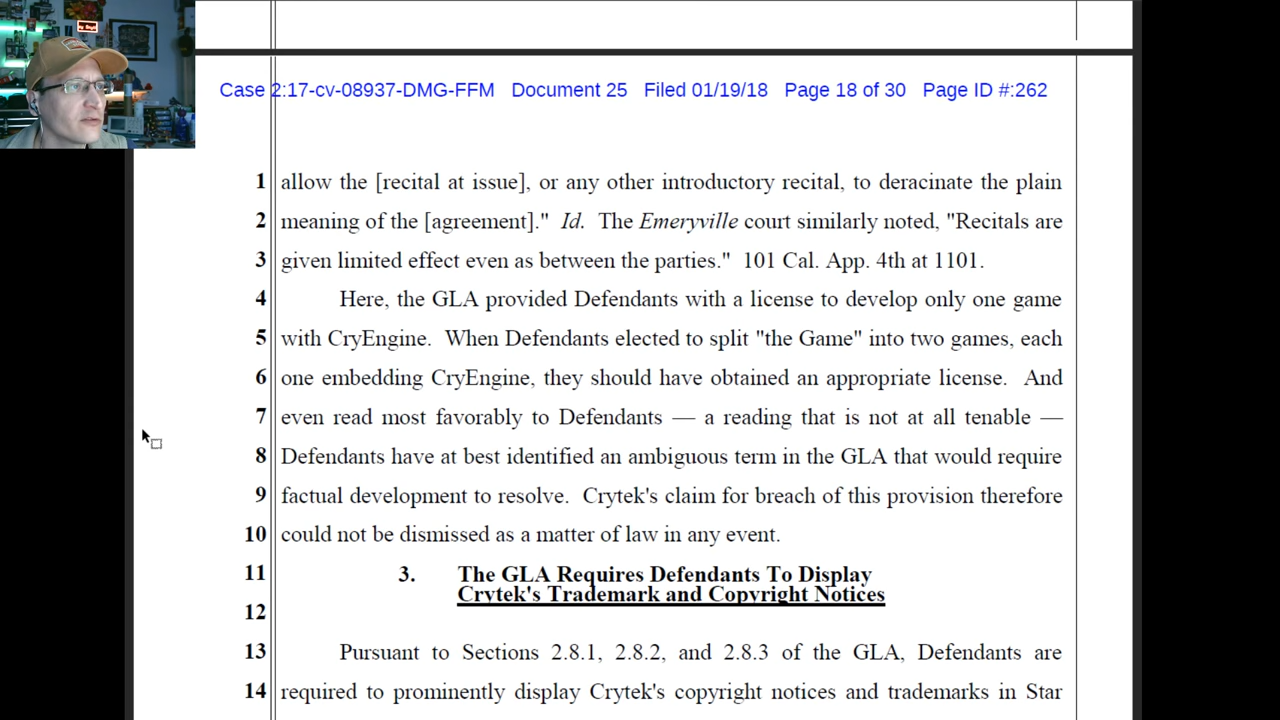 Case 2:17-cv-08937-DMG-FFM Document 25 Filed 01/19/18 Page 18 of 30 Page ID #:262
1 allow the [recital at issue], or any other introductory recital, to deracinate the plain
2 meaning of the [agreement]." Id. The Emeryville court similarly noted, "Recitals are
3 given limited effect even as between the parties." 101 Cal. App. 4th at 1101.
4 Here, the GLA provided Defendants with a license to develop only one game
5 with CryEngine. When Defendants elected to split "the Game" into two games, each
6 one embedding CryEngine, they should have obtained an appropriate license. And
7 even read most favorably to Defendants — a reading that is not at all tenable —
8 Defendants have at best identified an ambiguous term in the GLA that would require
9 factual development to resolve. Crytek's claim for breach of this provision therefore
10 could not be dismissed as a matter of law in any event.
11 3. The GLA Requires Defendants To Display
Crytek's Trademark and Copyright Notices
12
13 Pursuant to Sections 2.8.1, 2.8.2, and 2.8.3 of the GLA, Defendants are
14 required to prominently display Crytek's copyright notices and trademarks in Star